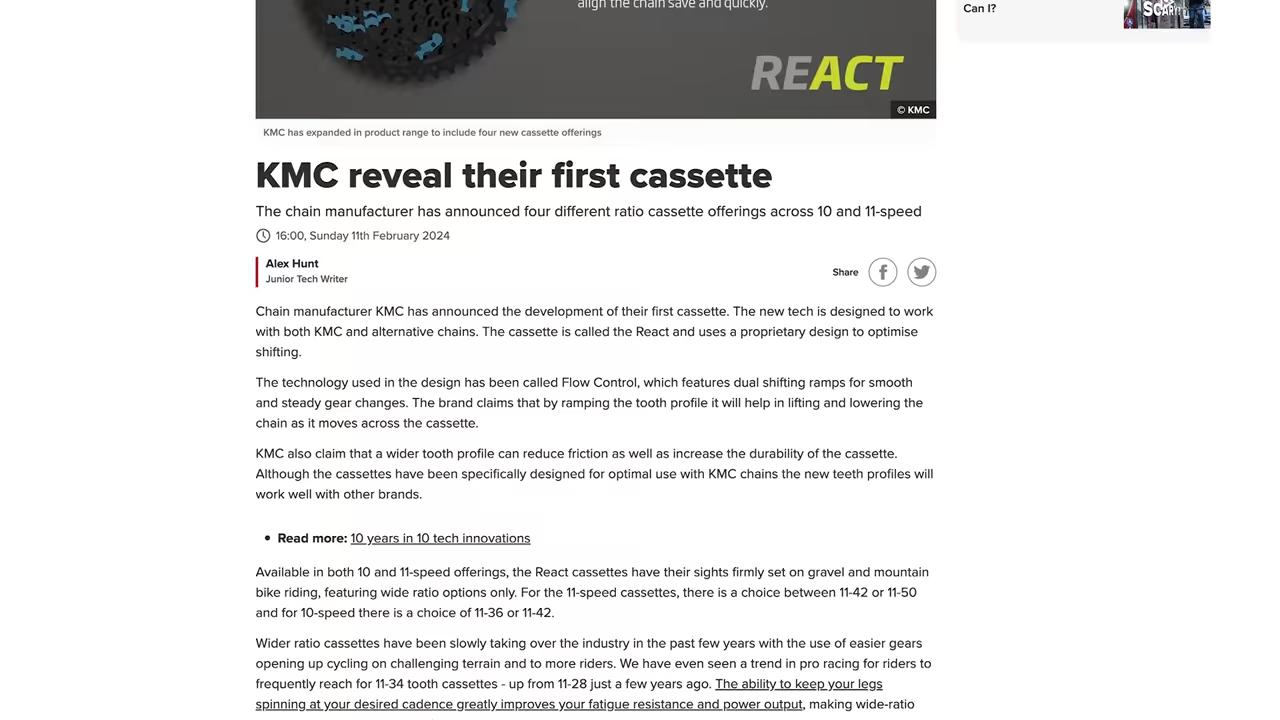 align the chain save and quickly.
Can I?
REACT
© KMC
KMC has expanded in product range to include four new cassette offerings
KMC reveal their first cassette
The chain manufacturer has announced four different ratio cassette offerings across 10 and 11-speed
16:00, Sunday 11th February 2024
Alex Hunt
Junior Tech Writer
Share
Chain manufacturer KMC has announced the development of their first cassette. The new tech is designed to work
with both KMC and alternative chains. The cassette is called the React and uses a proprietary design to optimise
shifting.
The technology used in the design has been called Flow Control, which features dual shifting ramps for smooth
and steady gear changes. The brand claims that by ramping the tooth profile it will help in lifting and lowering the
chain as it moves across the cassette.
KMC also claim that a wider tooth profile can reduce friction as well as increase the durability of the cassette.
Although the cassettes have been specifically designed for optimal use with KMC chains the new teeth profiles will
work well with other brands.
• Read more: 10 years in 10 tech innovations
Available in both 10 and 11-speed offerings, the React cassettes have their sights firmly set on gravel and mountain
bike riding, featuring wide ratio options only. For the 11-speed cassettes, there is a choice between 11-42 or 11-50
and for 10-speed there is a choice of 11-36 or 11-42.
Wider ratio cassettes have been slowly taking over the industry in the past few years with the use of easier gears
opening up cycling on challenging terrain and to more riders. We have even seen a trend in pro racing for riders to
frequently reach for 11-34 tooth cassettes - up from 11-28 just a few years ago. The ability to keep your legs
spinning at your desired cadence greatly improves your fatigue resistance and power output, making wide-ratio